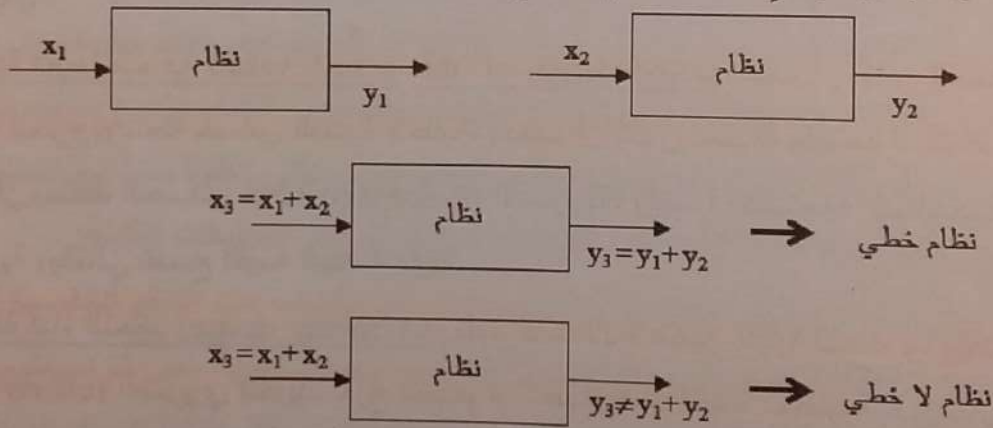 x₁ نظام y₁
x₂ نظام y₂
x₃=x₁+x₂ نظام y₃=y₁+y₂ نظام خطي
x₃=x₁+x₂ نظام y₃≠y₁+y₂ نظام لا خطي